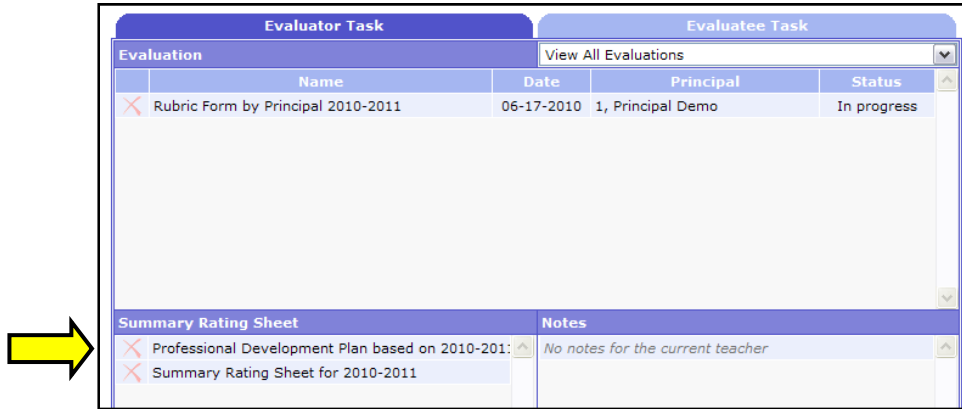 Evaluator Task Evaluatee Task
Evaluation View All Evaluations
Name Date Principal Status
Rubric Form by Principal 2010-2011 06-17-2010 1, Principal Demo In progress
Summary Rating Sheet Notes
Professional Development Plan based on 2010-201 No notes for the current teacher
Summary Rating Sheet for 2010-2011